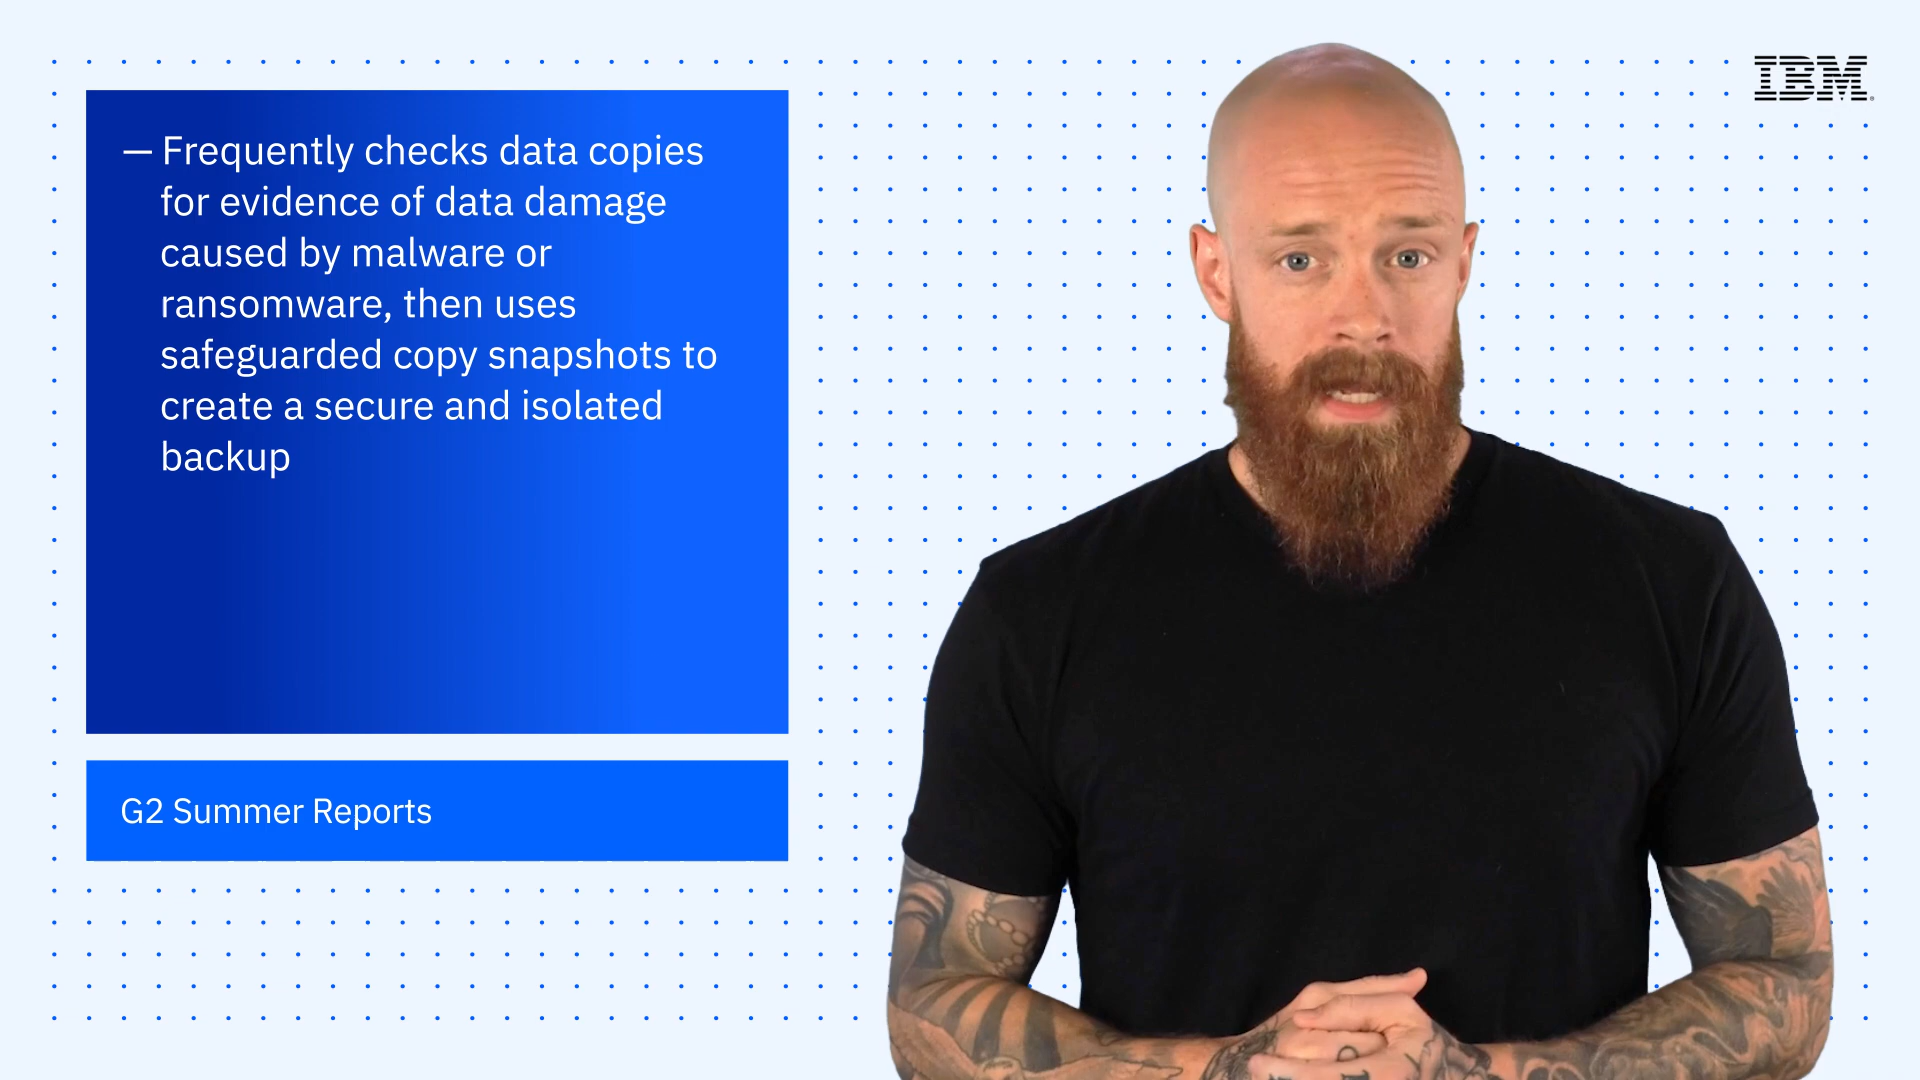 IBM
— Frequently checks data copies
for evidence of data damage
caused by malware or
ransomware, then uses
safeguarded copy snapshots to
create a secure and isolated
backup
G2 Summer Reports